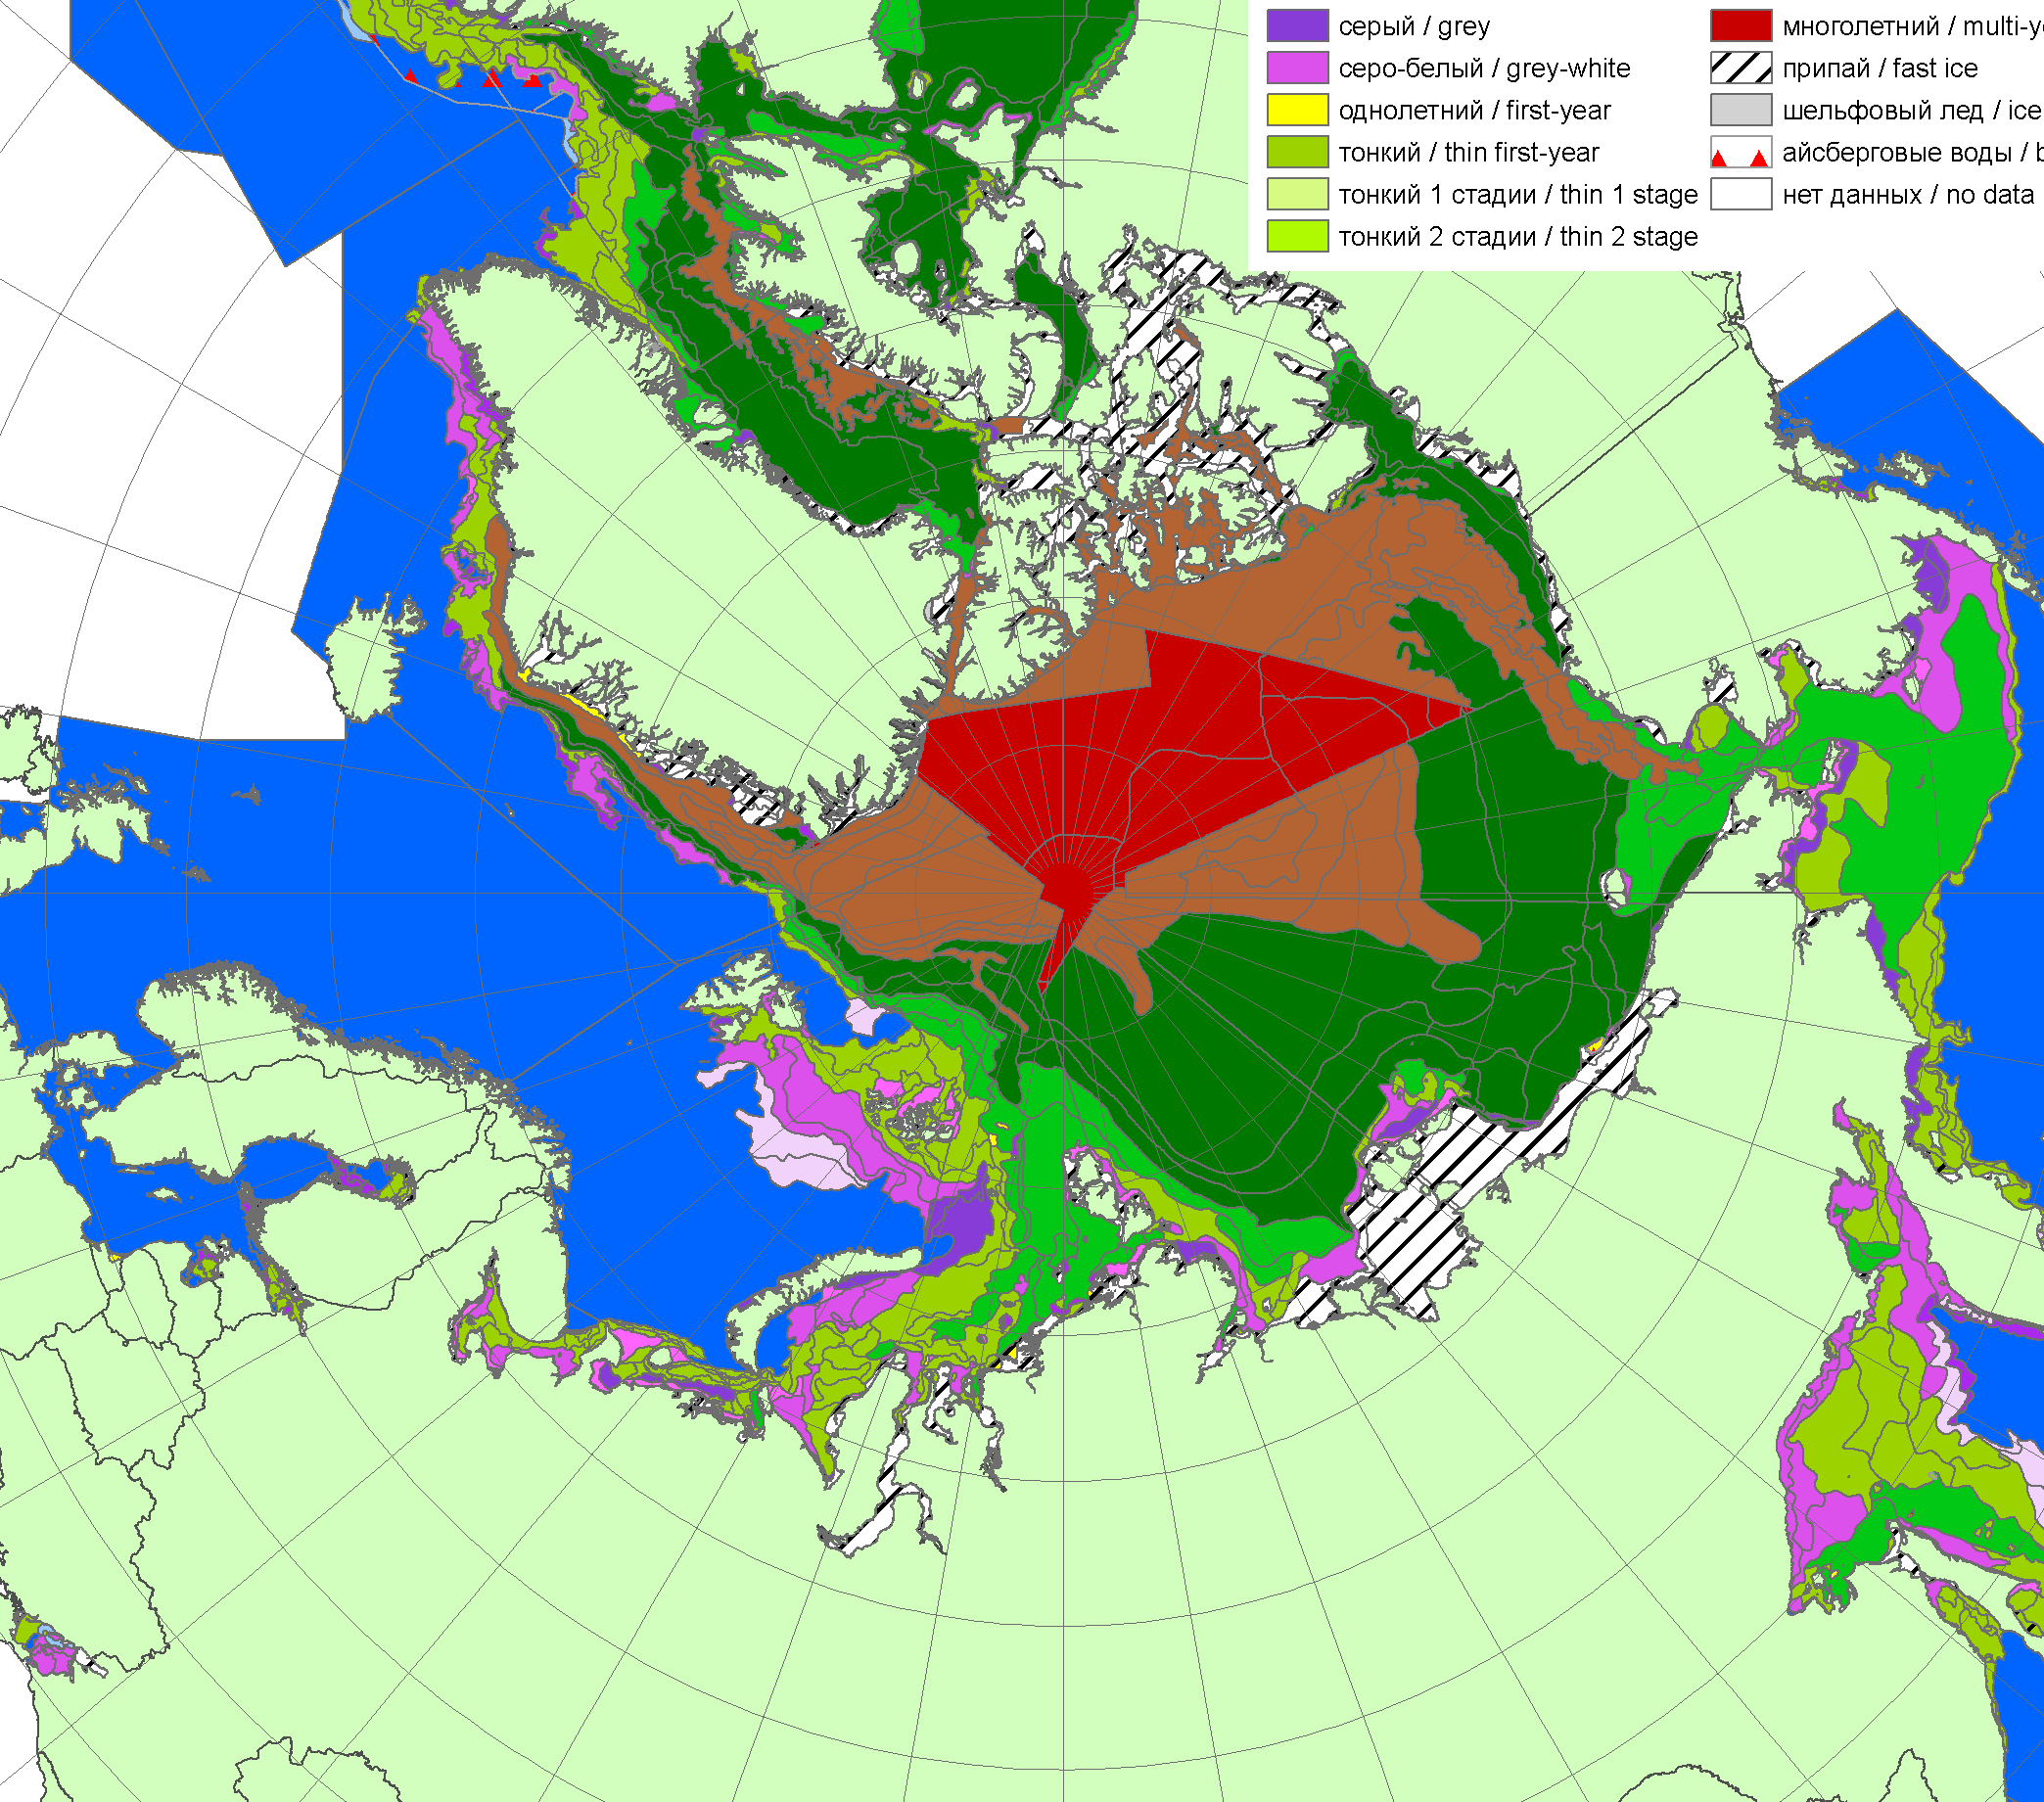 серый / grey
серо-белый / grey-white
однолетний / first-year
тонкий / thin first-year
тонкий 1 стадии / thin 1 stage
тонкий 2 стадии / thin 2 stage
многолетний /
припай / fast ice
шельфовый лед / ice
айсберговые воды /
нет данных / no data